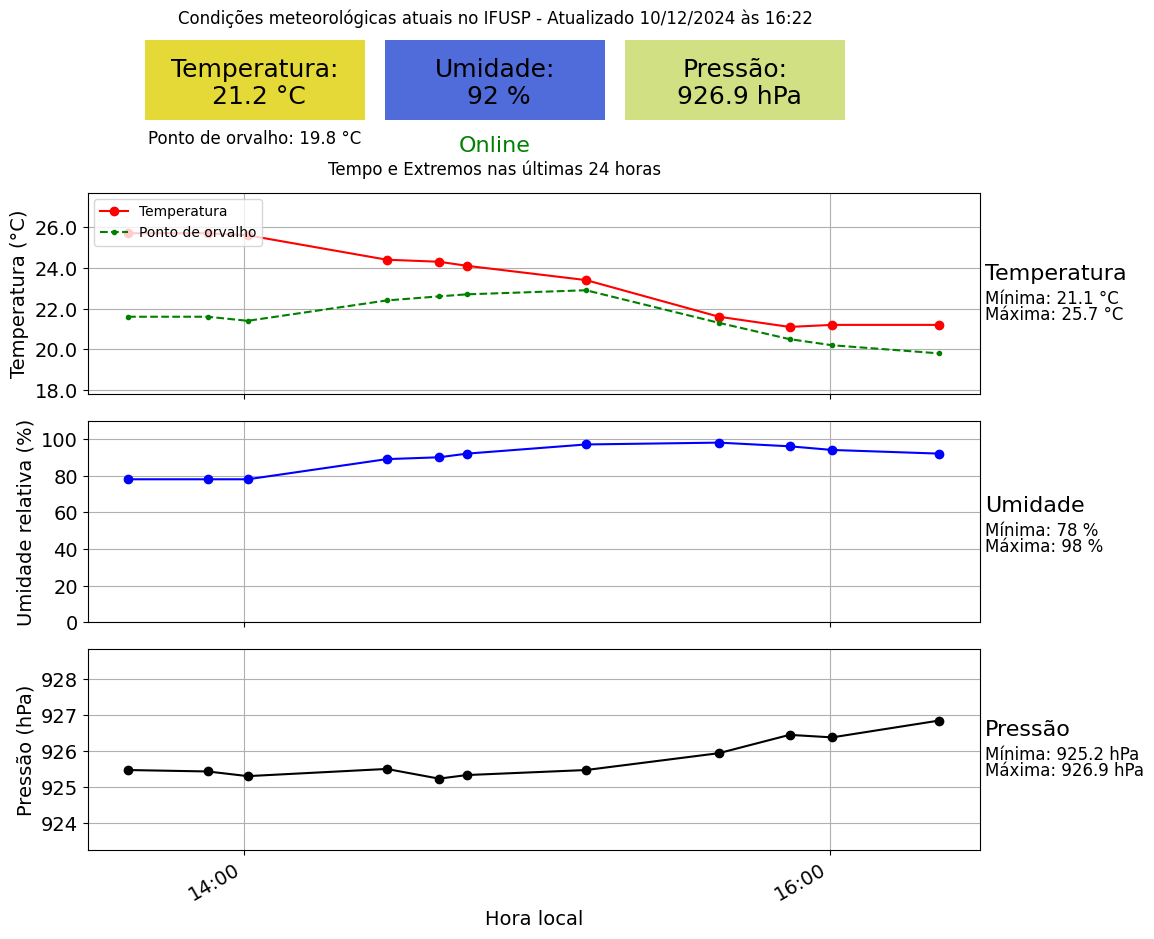 Condições meteorológicas atuais no IFUSP - Atualizado 10/12/2024 às 16:22
Temperatura:
21.2 °C
Umidade:
92 %
Pressão:
926.9 hPa
Ponto de orvalho: 19.8 °C
Online
Tempo e Extremos nas últimas 24 horas
Temperatura (°C)
26.0
24.0
22.0
20.0
18.0
Temperatura
Ponto de orvalho
Temperatura
Mínima: 21.1 °C
Máxima: 25.7 °C
Umidade relativa (%)
100
80
60
40
20
0
Umidade
Mínima: 78 %
Máxima: 98 %
Pressão (hPa)
928
927
926
925
924
Pressão
Mínima: 925.2 hPa
Máxima: 926.9 hPa
14:00
16:00
Hora local